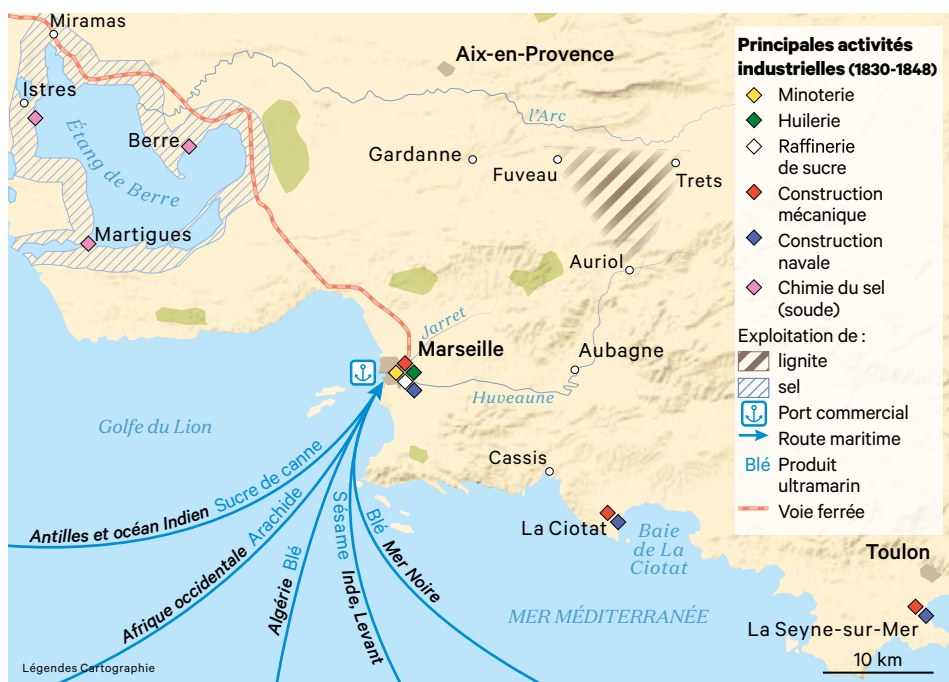 Miramas
Aix-en-Provence
Istres
l'Arc
Étang de Berre
Berre
Gardanne
Fuveau
Trets
Martigues
Auriol
Jarret
Marseille
Aubagne
Huveaune
Golfe du Lion
Cassis
Antilles et océan Indien Sucre de canne
Afrique occidentale Arachide
Algérie Blé
Sésame Inde, Levant
Blé Mer Noire
La Ciotat
Baie
de La
Ciotat
Toulon
MER MÉDITERRANÉE
La Seyne-sur-Mer
10 km
Légendes Cartographie
Principales activités
industrielles (1830-1848)
Minoterie
Huilerie
Raffinerie
de sucre
Construction
mécanique
Construction
navale
Chimie du sel
(soude)
Exploitation de :
lignite
sel
Port commercial
Route maritime
Blé Produit
ultramarin
Voie ferrée